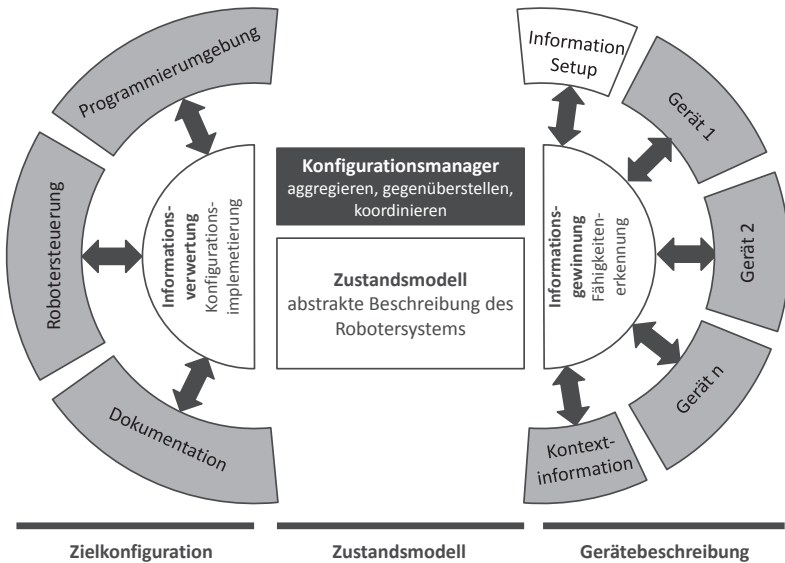 Programmierumgebung
Robotersteuerung
Dokumentation
Informations-
verwertung
Konfigurations-
implemetierung
Konfigurationsmanager
aggregieren, gegenüberstellen,
koordinieren
Zustandsmodell
abstrakte Beschreibung des
Robotersystems
Informations-
gewinnung
Fähigkeiten-
erkennung
Information
Setup
Gerät 1
Gerät 2
Gerät n
Kontext-
information
Zielkonfiguration
Zustandsmodell
Gerätebeschreibung